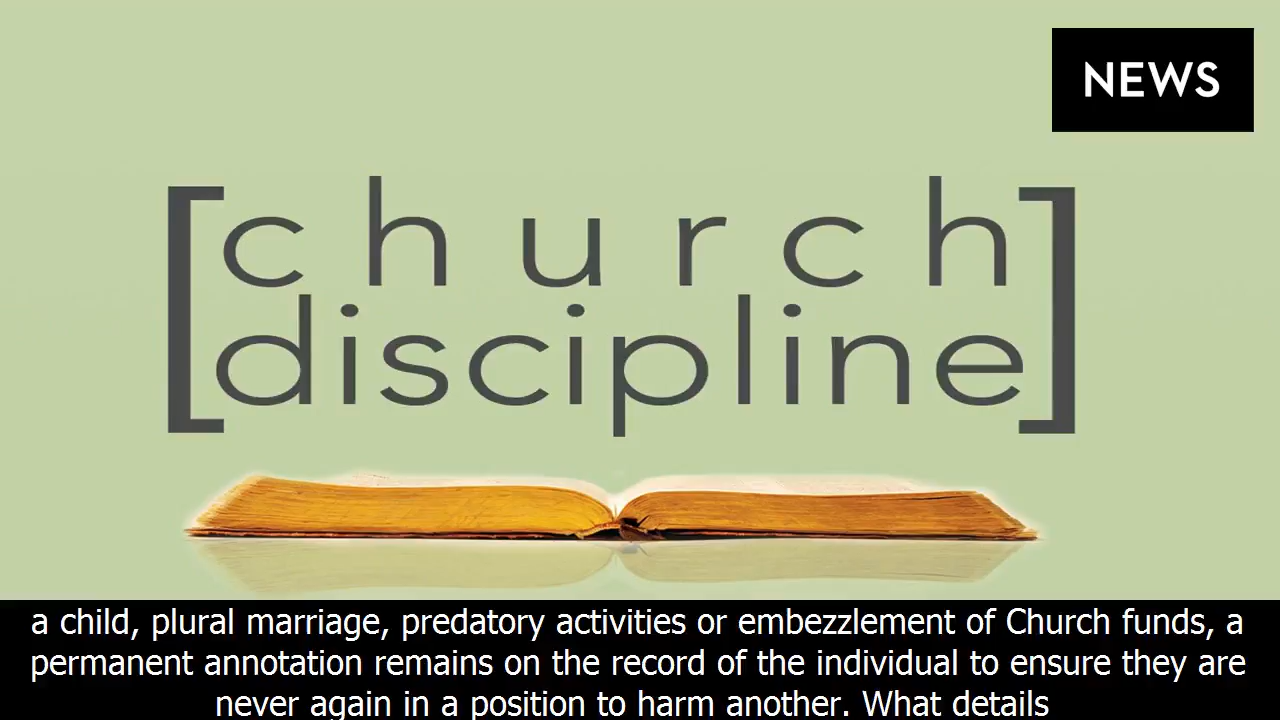 NEWS
[church
discipline]
a child, plural marriage, predatory activities or embezzlement of Church funds, a
permanent annotation remains on the record of the individual to ensure they are
never again in a position to harm another. What details